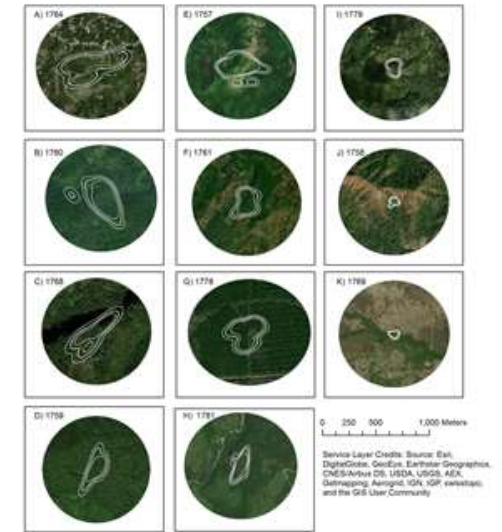 A) 1764
E) 1757
I) 1779
B) 1760
F) 1761
J) 1758
C) 1768
G) 1778
K) 1769
D) 1759
H) 1781
0 250 500 1,000 Meters
Service Layer Credits: Source: Esri,
DigitalGlobe, GeoEye, Earthstar Geographics,
CNES/Airbus DS, USDA, USGS, AEX,
Getmapping, Aerogrid, IGN, IGP, swisstopo,
and the GIS User Community